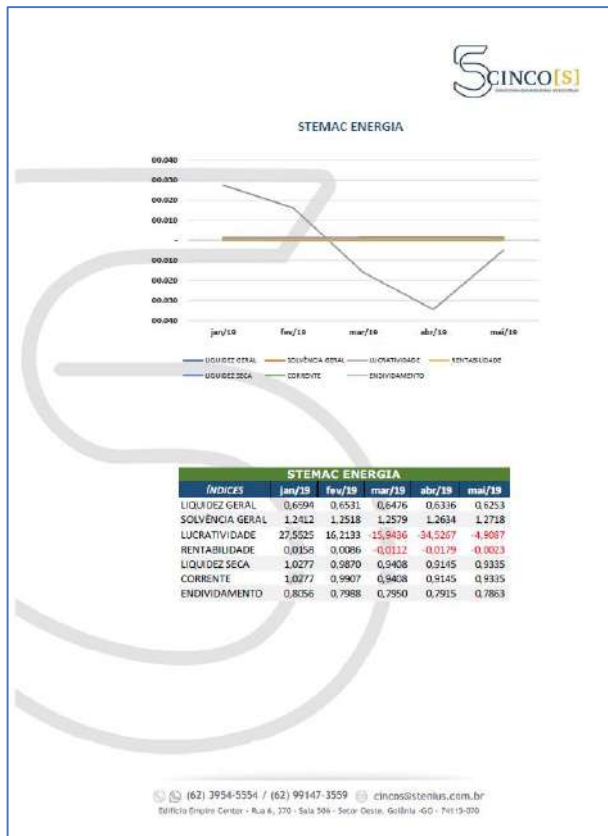 5CINCO[S]
STEMAC ENERGIA
00.040
00.030
00.020
00.010
-
00.010
00.020
00.030
00.040
jan/19 fev/19 mar/19 abr/19 mai/19
LIQUIDEZ GERAL SOLVÊNCIA GERAL LUCRATIVIDADE RENTABILIDADE
LIQUIDEZ SECA CORRENTE ENDIVIDAMENTO
STEMAC ENERGIA
ÍNDICES jan/19 fev/19 mar/19 abr/19 mai/19
LIQUIDEZ GERAL 0,6594 0,6531 0,6476 0,6336 0,6253
SOLVÊNCIA GERAL 1,2412 1,2518 1,2579 1,2634 1,2718
LUCRATIVIDADE 27,5525 16,2133 -15,9436 -34,5267 -4,9087
RENTABILIDADE 0,0158 0,0086 -0,0112 -0,0179 -0,0023
LIQUIDEZ SECA 1,0277 0,9870 0,9408 0,9145 0,9335
CORRENTE 1,0277 0,9907 0,9408 0,9145 0,9335
ENDIVIDAMENTO 0,8056 0,7988 0,7950 0,7915 0,7863
(62) 3954-5554 / (62) 99147-3559 cincos@stenius.com.br
Edifício Empire Center - Rua 6, 370 - Sala 506 - Setor Oeste, Goiânia -GO - 74115-070